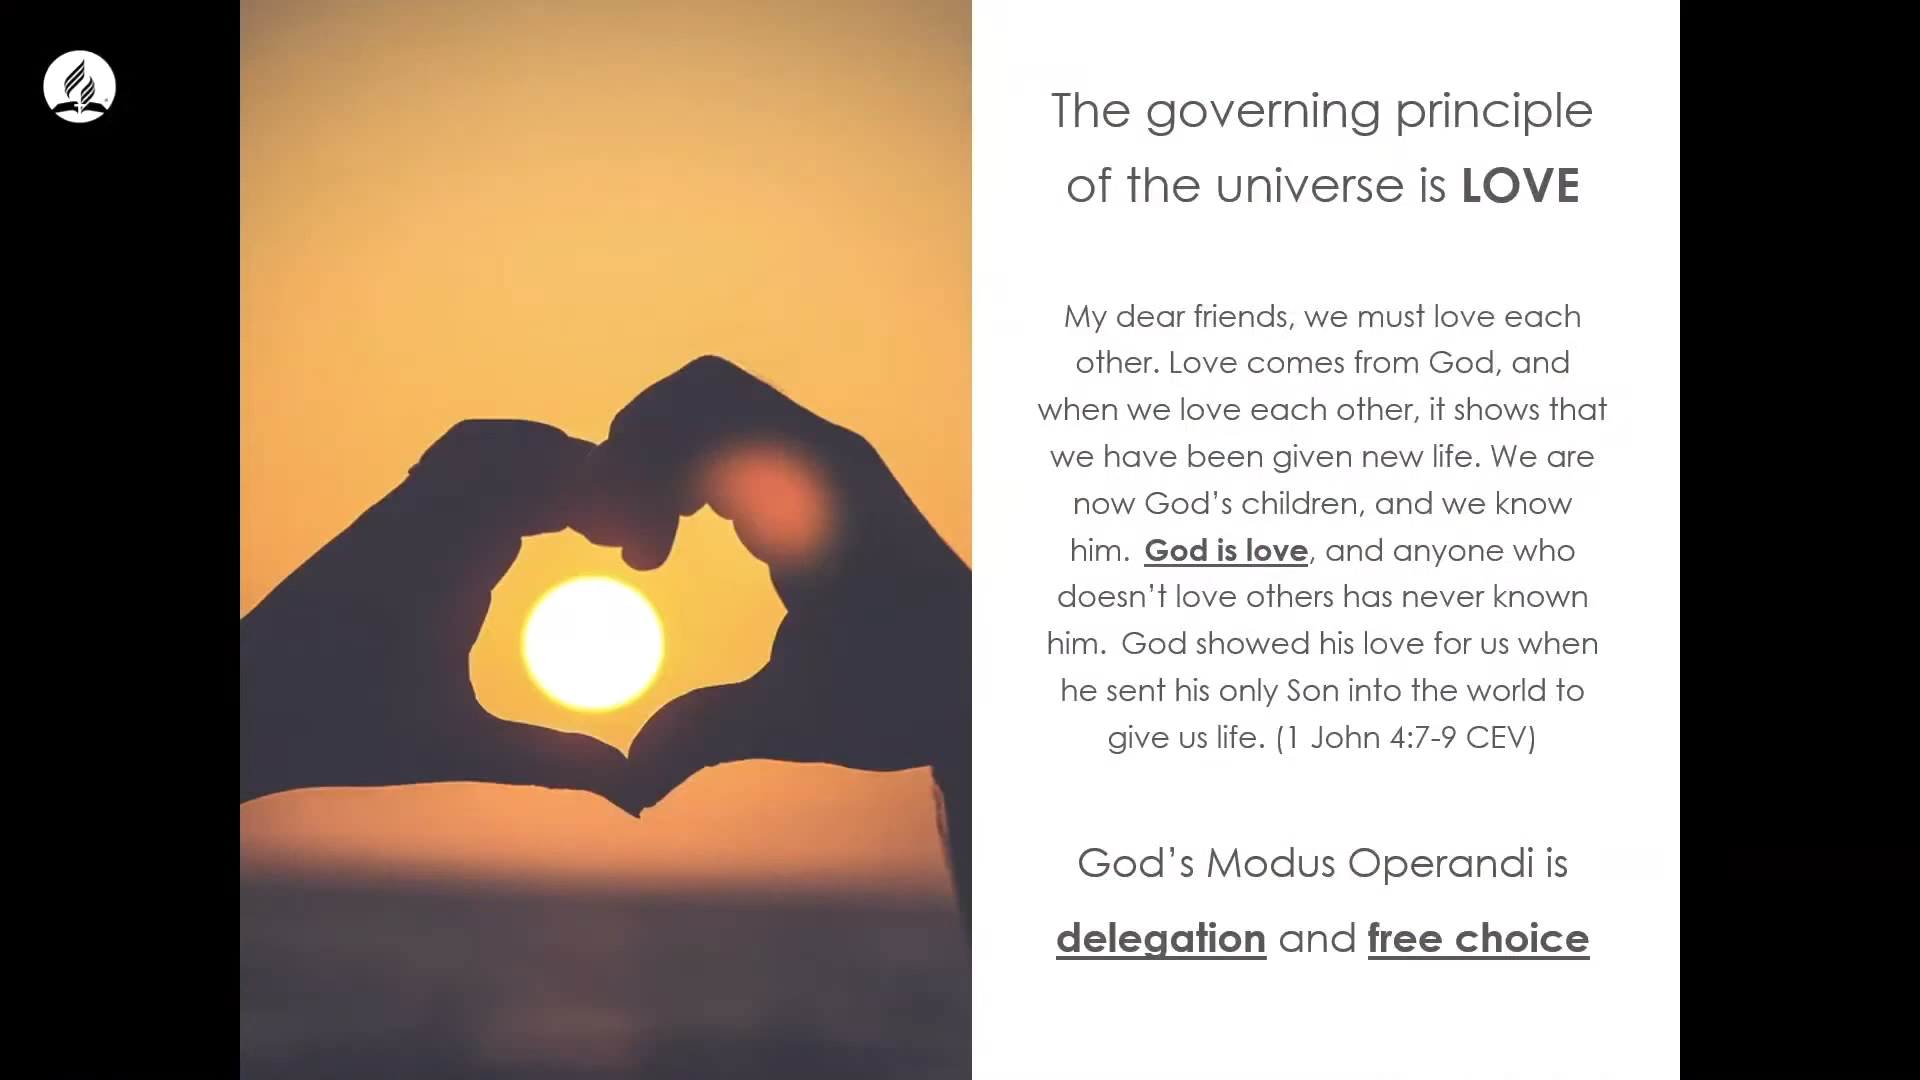 The governing principle
of the universe is LOVE
My dear friends, we must love each
other. Love comes from God, and
when we love each other, it shows that
we have been given new life. We are
now God’s children, and we know
him. God is love, and anyone who
doesn’t love others has never known
him. God showed his love for us when
he sent his only Son into the world to
give us life. (1 John 4:7-9 CEV)
God’s Modus Operandi is
delegation and free choice